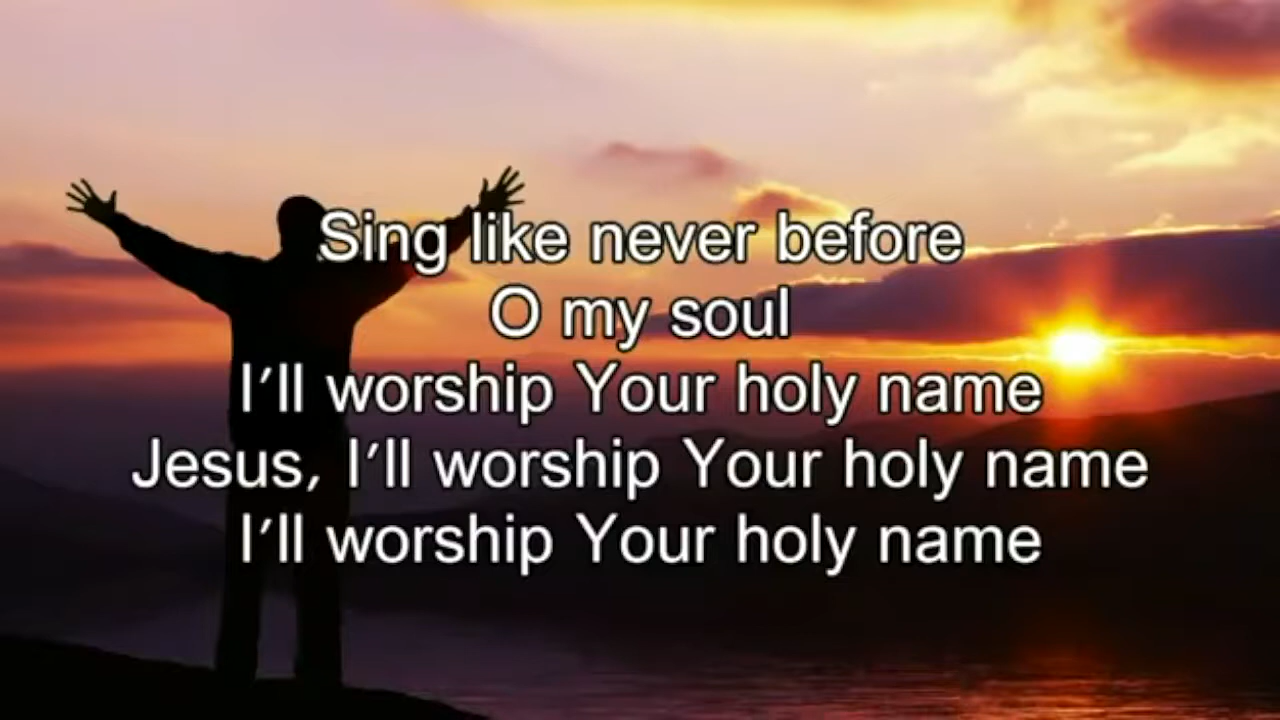 Sing like never before
O my soul
I'll worship Your holy name
Jesus, I'll worship Your holy name
I'll worship Your holy name